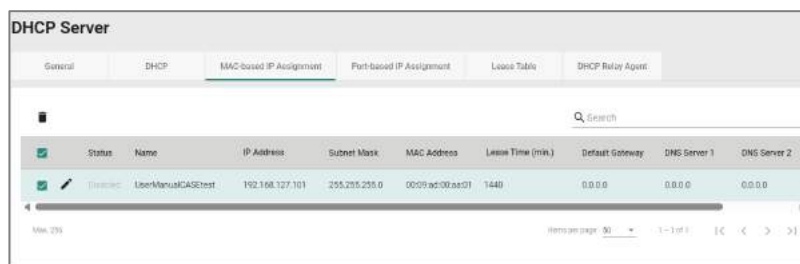 DHCP Server
General DHCP MAC-based IP Assignment Port-based IP Assignment Lease Table DHCP Relay Agent
Search
Status Name IP Address Subnet Mask MAC Address Lease Time (min.) Default Gateway DNS Server 1 DNS Server 2
Disabled UserManualCASEtest 192.168.127.101 255.255.255.0 00:09:ad:00:aa:01 1440 0.0.0.0 0.0.0.0 0.0.0.0
Max. 256
Items per page: 50 1 – 1 of 1